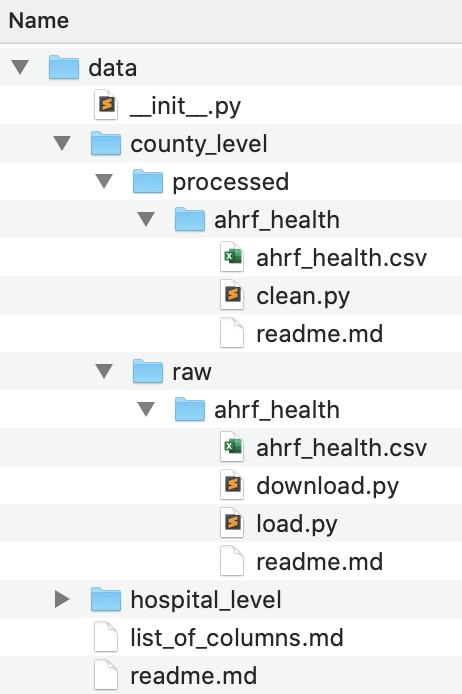 Name
data
__init__.py
county_level
processed
ahrf_health
ahrf_health.csv
clean.py
readme.md
raw
ahrf_health
ahrf_health.csv
download.py
load.py
readme.md
hospital_level
list_of_columns.md
readme.md